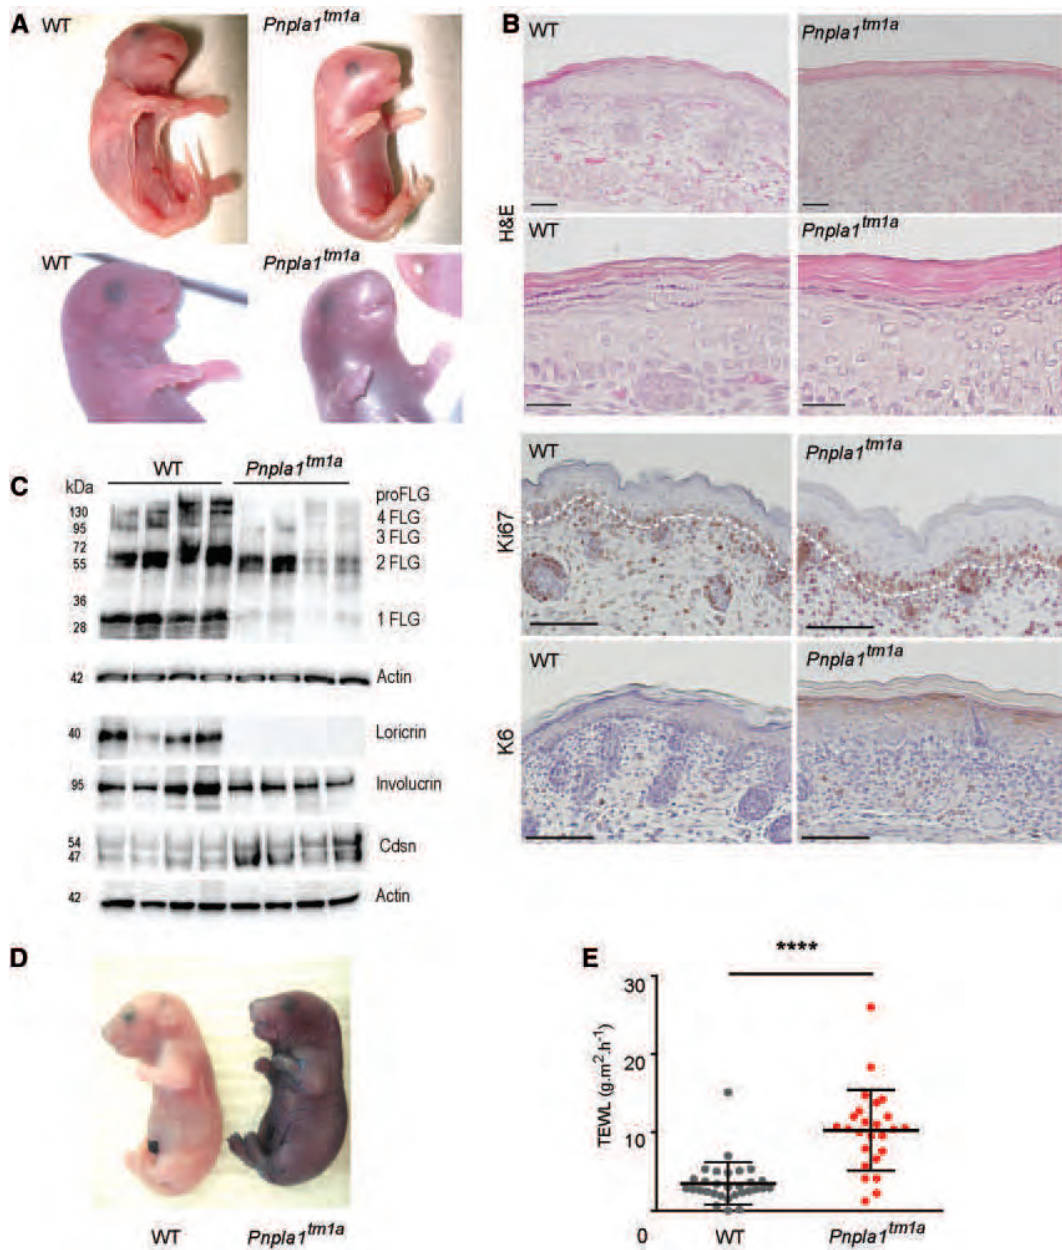 A
WT
Pnpla1tm1a
WT
Pnpla1tm1a
B
WT
Pnpla1tm1a
H&E
WT
Pnpla1tm1a
WT
Pnpla1tm1a
Ki67
WT
Pnpla1tm1a
K6
C
WT
Pnpla1tm1a
kDa
130
95
72
55
36
28
proFLG
4 FLG
3 FLG
2 FLG
1 FLG
42
Actin
40
Loricrin
95
Involucrin
54
47
Cdsn
42
Actin
D
WT
Pnpla1tm1a
E
****
TEWL (g.m2.h-1)
30
20
10
0
WT
Pnpla1tm1a